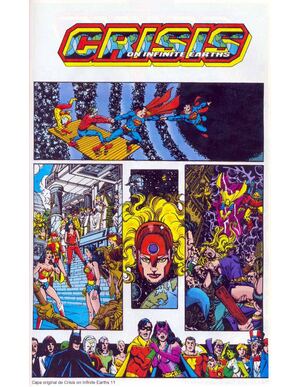 CRISIS
ON INFINITE EARTHS
Capa original de Crisis on Infinite Earths 11